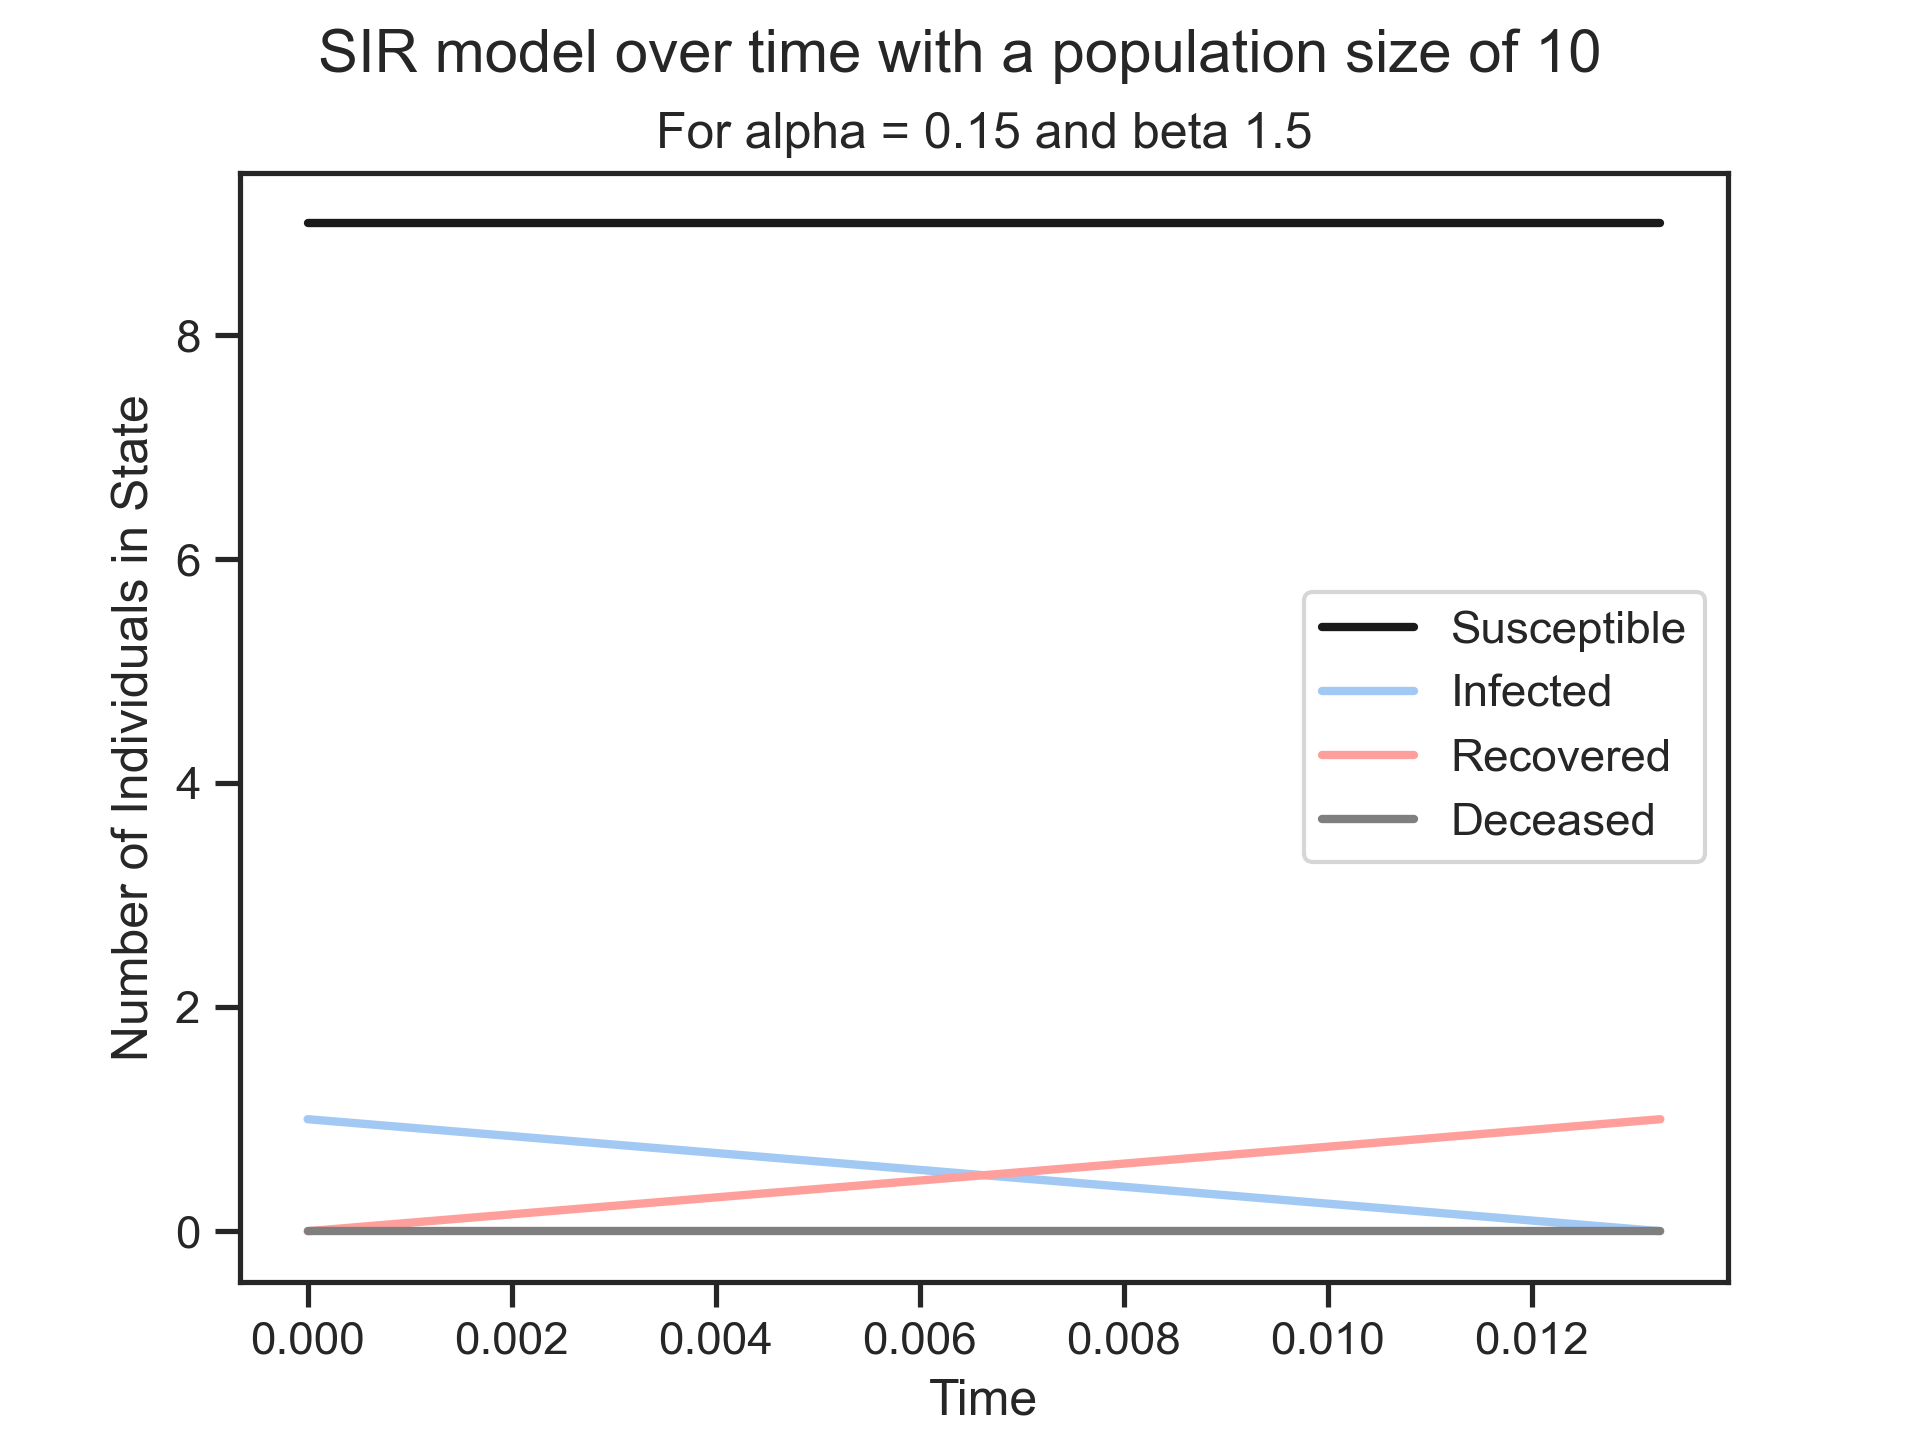 SIR model over time with a population size of 10
For alpha = 0.15 and beta 1.5
Number of Individuals in State
8
6
4
2
0
Susceptible
Infected
Recovered
Deceased
0.000 0.002 0.004 0.006 0.008 0.010 0.012
Time